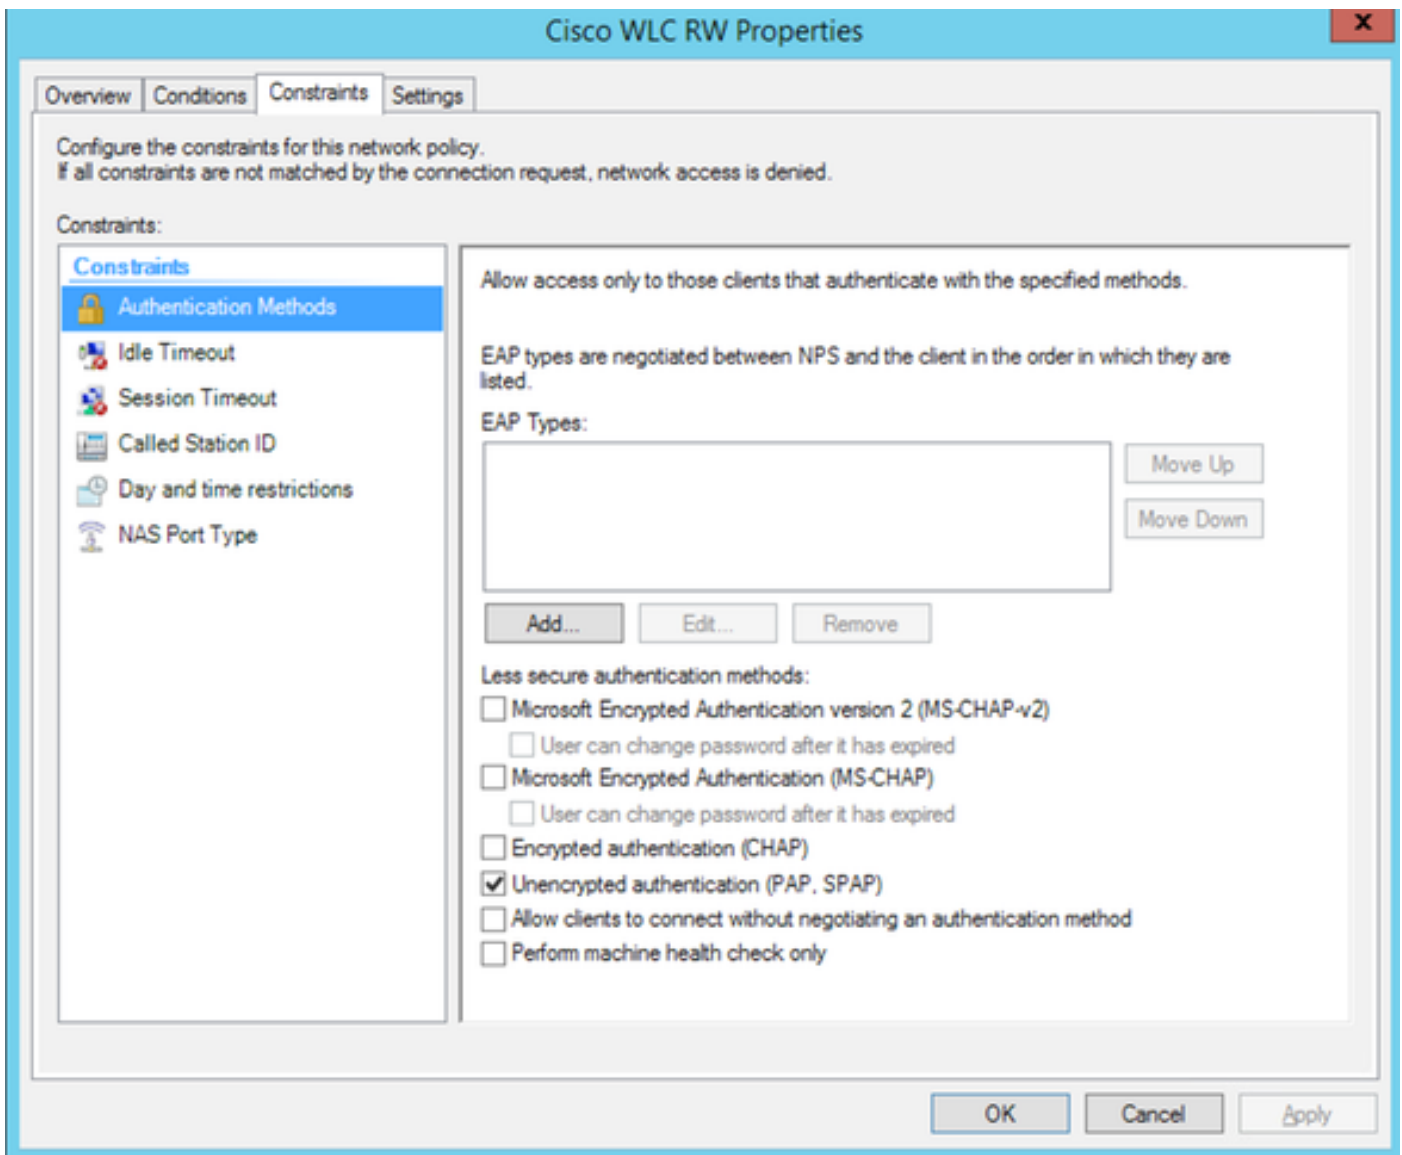 Cisco WLC RW Properties
x
Overview Conditions Constraints Settings
Configure the constraints for this network policy.
If all constraints are not matched by the connection request, network access is denied.
Constraints:
Constraints
Authentication Methods
Idle Timeout
Session Timeout
Called Station ID
Day and time restrictions
NAS Port Type
Allow access only to those clients that authenticate with the specified methods.
EAP types are negotiated between NPS and the client in the order in which they are
listed.
EAP Types:
Move Up
Move Down
Add... Edit... Remove
Less secure authentication methods:
Microsoft Encrypted Authentication version 2 (MS-CHAP-v2)
User can change password after it has expired
Microsoft Encrypted Authentication (MS-CHAP)
User can change password after it has expired
Encrypted authentication (CHAP)
Unencrypted authentication (PAP, SPAP)
Allow clients to connect without negotiating an authentication method
Perform machine health check only
OK Cancel Apply